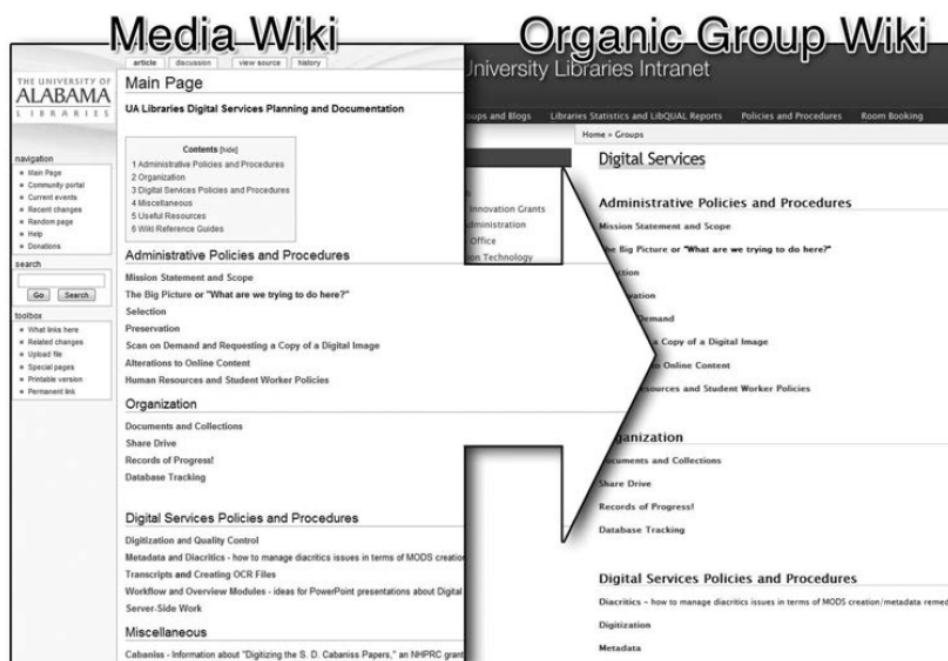 Media Wiki
Organic Group Wiki
THE UNIVERSITY OF
ALABAMA
LIBRARIES
article
discussion
view source
history
Main Page
UA Libraries Digital Services Planning and Documentation
Contents [hide]
1 Administrative Policies and Procedures
2 Organization
3 Digital Services Policies and Procedures
4 Miscellaneous
5 Useful Resources
6 Wiki Reference Guides
navigation
Main Page
Community portal
Current events
Recent changes
Random page
Help
Donations
search
Go Search
toolbox
What links here
Related changes
Upload file
Special pages
Printable version
Permanent link
Administrative Policies and Procedures
Mission Statement and Scope
The Big Picture or "What are we trying to do here?"
Selection
Preservation
Scan on Demand and Requesting a Copy of a Digital Image
Alterations to Online Content
Human Resources and Student Worker Policies
Organization
Documents and Collections
Share Drive
Records of Progress!
Database Tracking
Digital Services Policies and Procedures
Digitization and Quality Control
Metadata and Diacritics - how to manage diacritics issues in terms of MODS creation
Transcripts and Creating OCR Files
Workflow and Overview Modules - ideas for PowerPoint presentations about Digital
Server-Side Work
Miscellaneous
Cabaniss - Information about "Digitizing the S. D. Cabaniss Papers," an NHPRC grant
University Libraries Intranet
and Blogs
Libraries Statistics and LibQUAL Reports
Policies and Procedures
Room Booking
Home » Groups
Innovation Grants
Office
Technology
Digital Services
Administrative Policies and Procedures
Mission Statement and Scope
Big Picture or "What are we trying to do here?"
Demand
a Copy of a Digital Image
to Online Content
and Student Worker Policies
Documents and Collections
Share Drive
Records of Progress!
Database Tracking
Digital Services Policies and Procedures
Diacritics – how to manage diacritics issues in terms of MODS creation/metadata
Digitization
Metadata